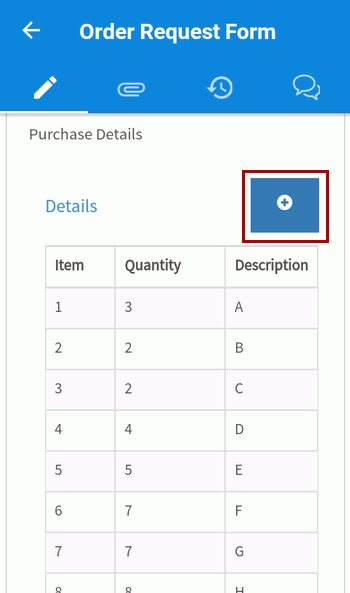 Order Request Form
Purchase Details
Details
Item Quantity Description
1 3 A
2 2 B
3 2 C
4 4 D
5 5 E
6 7 F
7 7 G
8 8 H